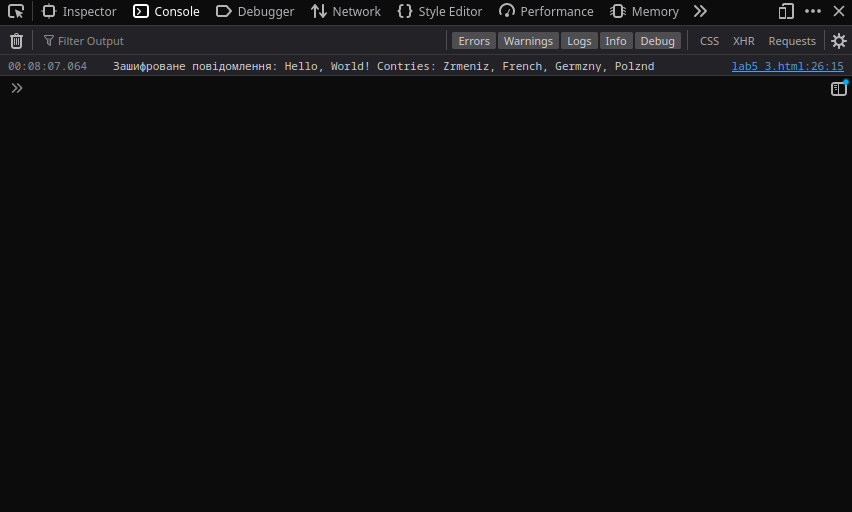 Inspector Console Debugger Network Style Editor Performance Memory
Filter Output Errors Warnings Logs Info Debug CSS XHR Requests
00:08:07.064 Зашифроване повідомлення: Hello, World! Contries: Zrmeniz, French, Germzny, Polznd lab5_3.html:26:15